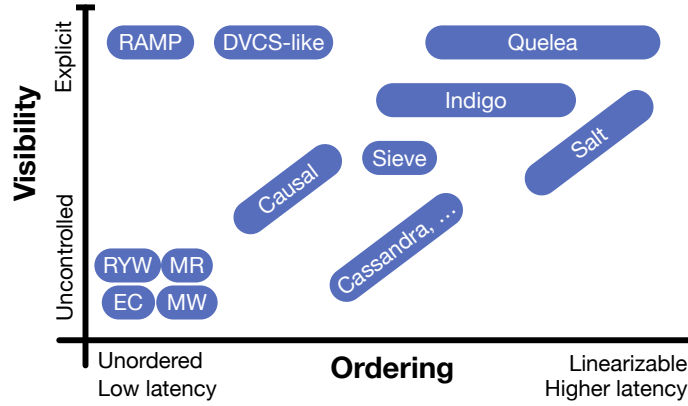 Explicit
Visibility
Uncontrolled
RAMP
DVCS-like
Quelea
Indigo
Salt
Sieve
Causal
Cassandra, ...
RYW
MR
EC
MW
Unordered
Low latency
Ordering
Linearizable
Higher latency